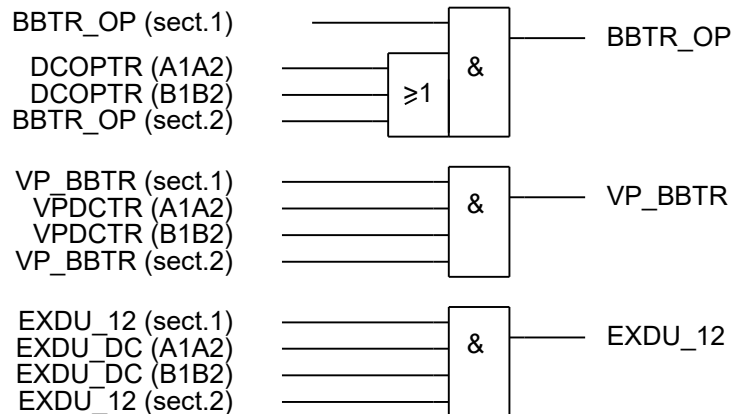 BBTR_OP (sect.1)
&
BBTR_OP
DCOPTR (A1A2)
DCOPTR (B1B2)
≥1
BBTR_OP (sect.2)
VP_BBTR (sect.1)
VPDCTR (A1A2)
&
VP_BBTR
VPDCTR (B1B2)
VP_BBTR (sect.2)
EXDU_12 (sect.1)
EXDU_DC (A1A2)
&
EXDU_12
EXDU_DC (B1B2)
EXDU_12 (sect.2)